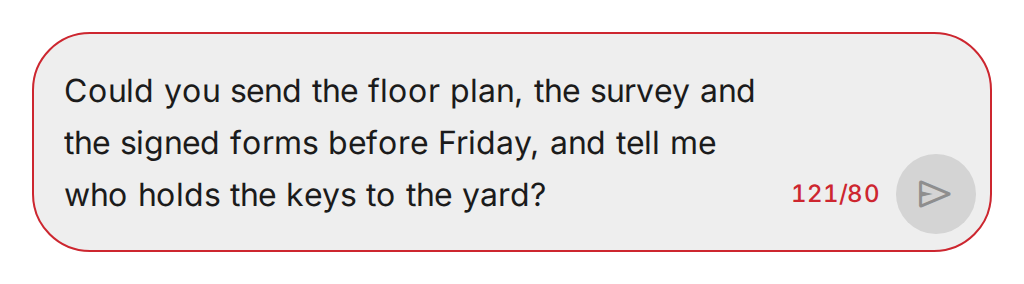 Could you send the floor plan, the survey and
the signed forms before Friday, and tell me
who holds the keys to the yard?
121/80